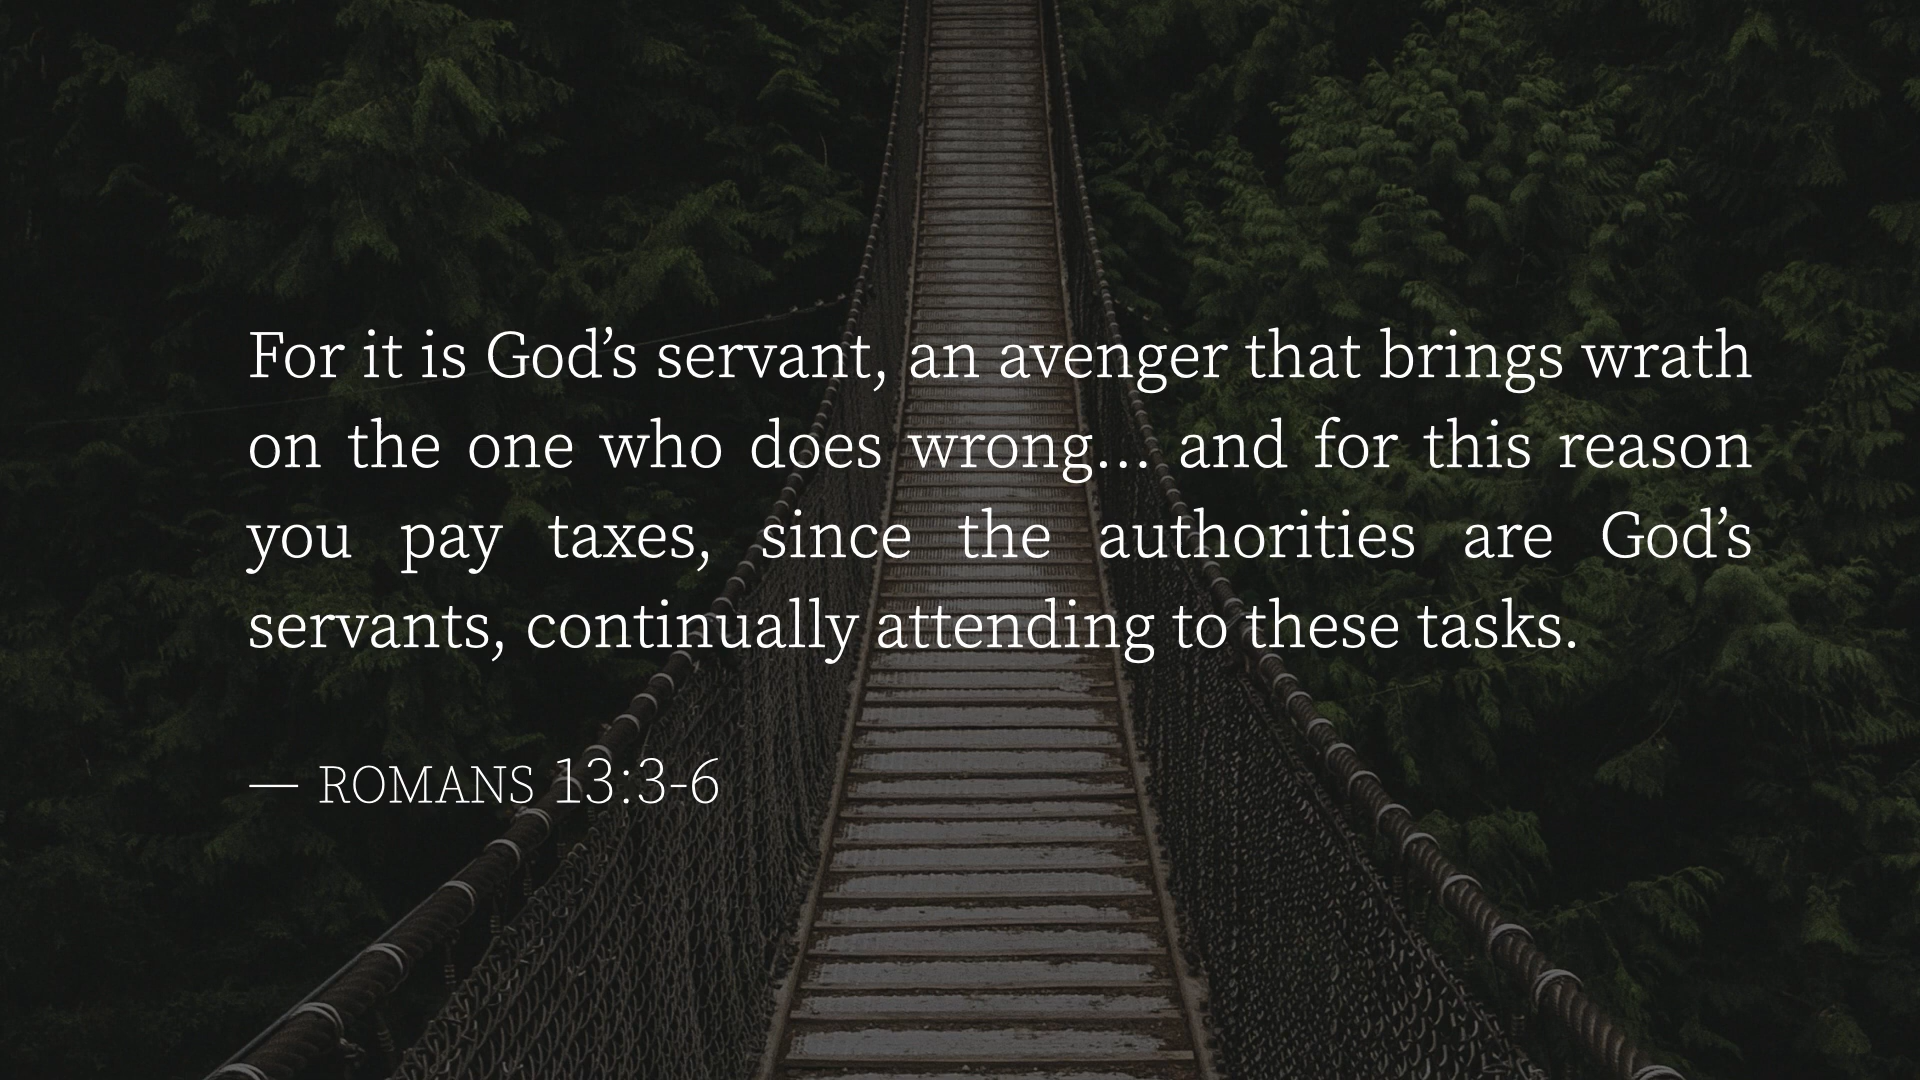 For it is God’s servant, an avenger that brings wrath
on the one who does wrong… and for this reason
you pay taxes, since the authorities are God’s
servants, continually attending to these tasks.
— ROMANS 13:3-6